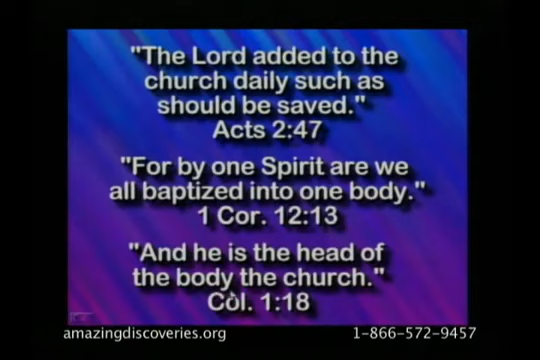 "The Lord added to the
church daily such as
should be saved."
Acts 2:47
"For by one Spirit are we
all baptized into one body."
1 Cor. 12:13
"And he is the head of
the body the church."
Col. 1:18
amazingdiscoveries.org
1-866-572-9457